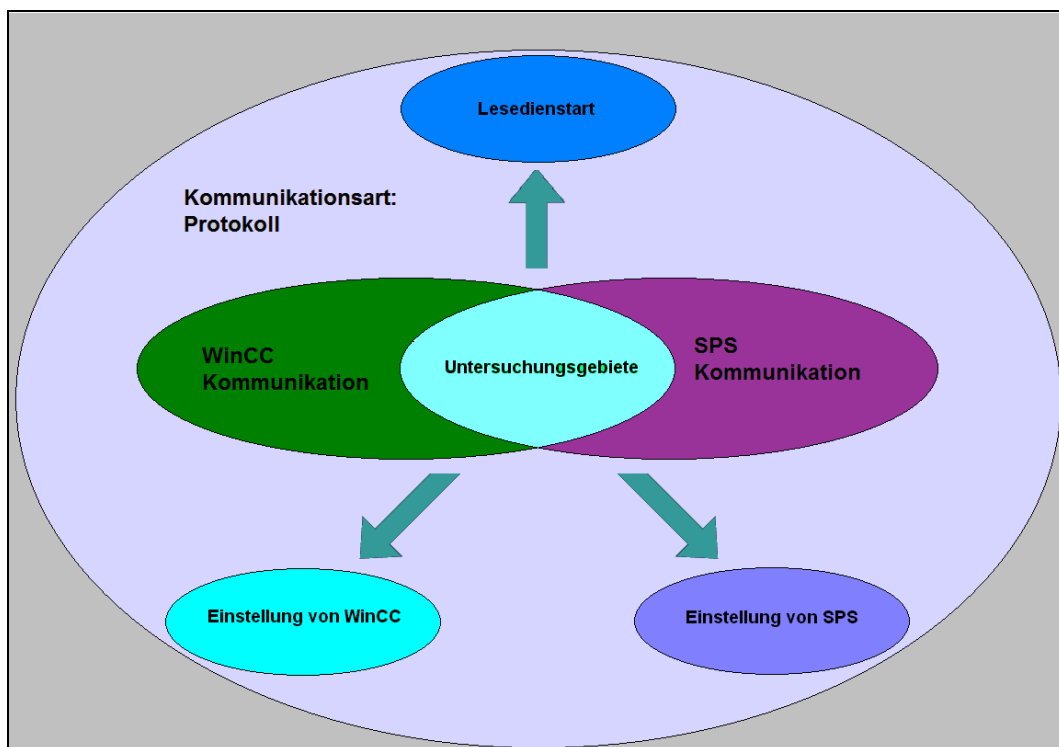 Lesedienstart
Kommunikationsart:
Protokoll
WinCC
Kommunikation
Untersuchungsgebiete
SPS
Kommunikation
Einstellung von WinCC
Einstellung von SPS